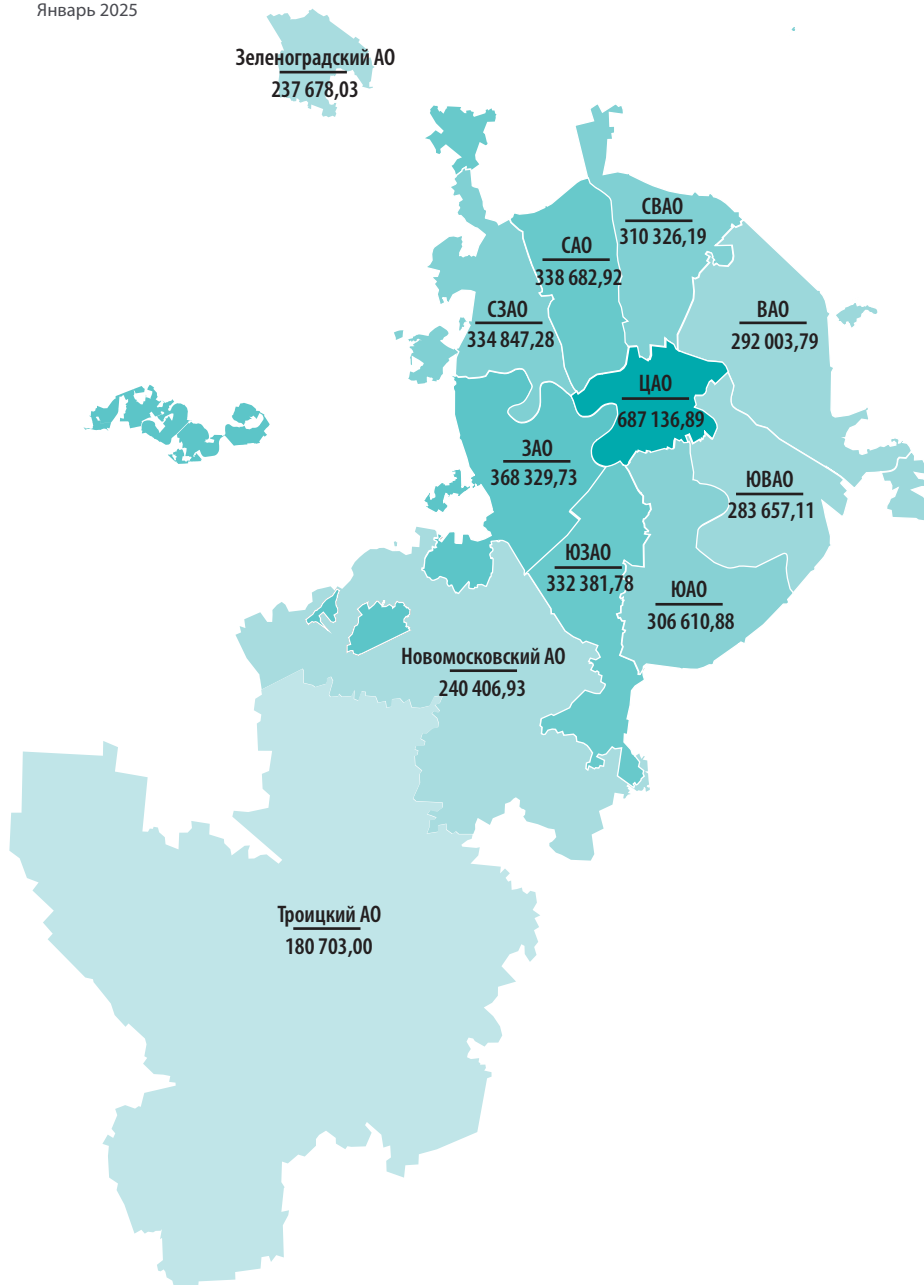 Январь 2025
Зеленоградский АО
237 678,03
СВАО
310 326,19
САО
338 682,92
СЗАО
334 847,28
ВАО
292 003,79
ЦАО
687 136,89
ЗАО
368 329,73
ЮВАО
283 657,11
ЮЗАО
332 381,78
ЮАО
306 610,88
Новомосковский АО
240 406,93
Троицкий АО
180 703,00